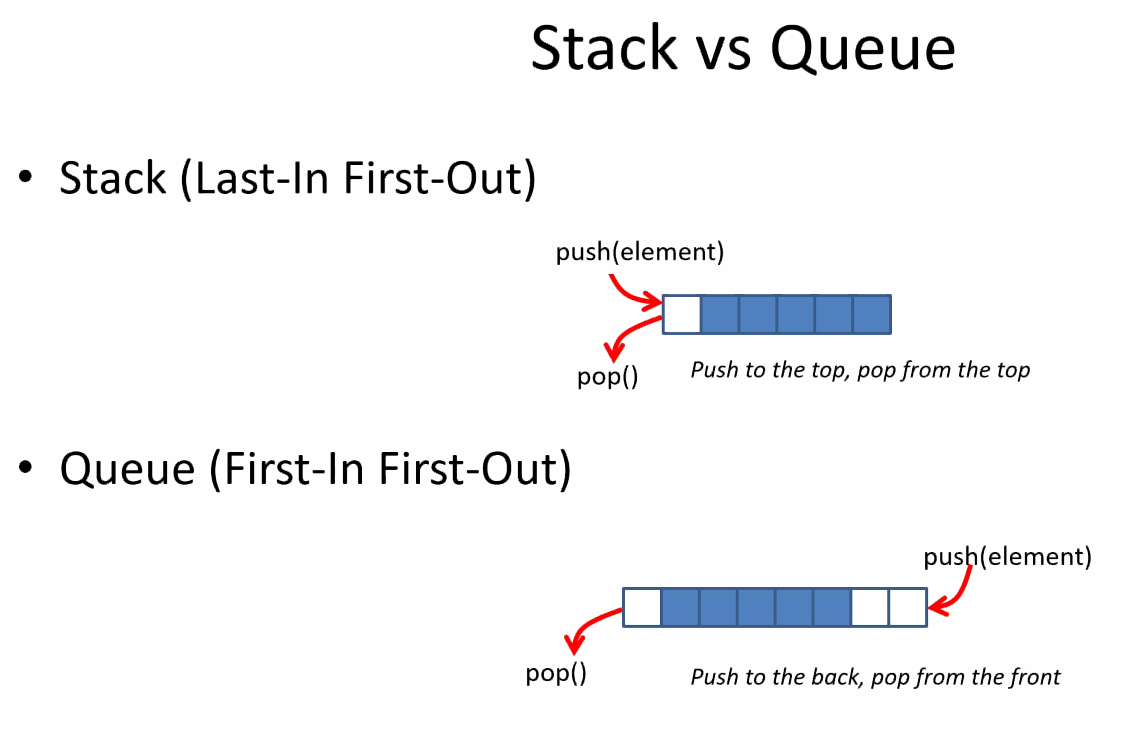 Stack vs Queue
• Stack (Last-In First-Out)
push(element)
pop()
Push to the top, pop from the top
• Queue (First-In First-Out)
push(element)
pop()
Push to the back, pop from the front